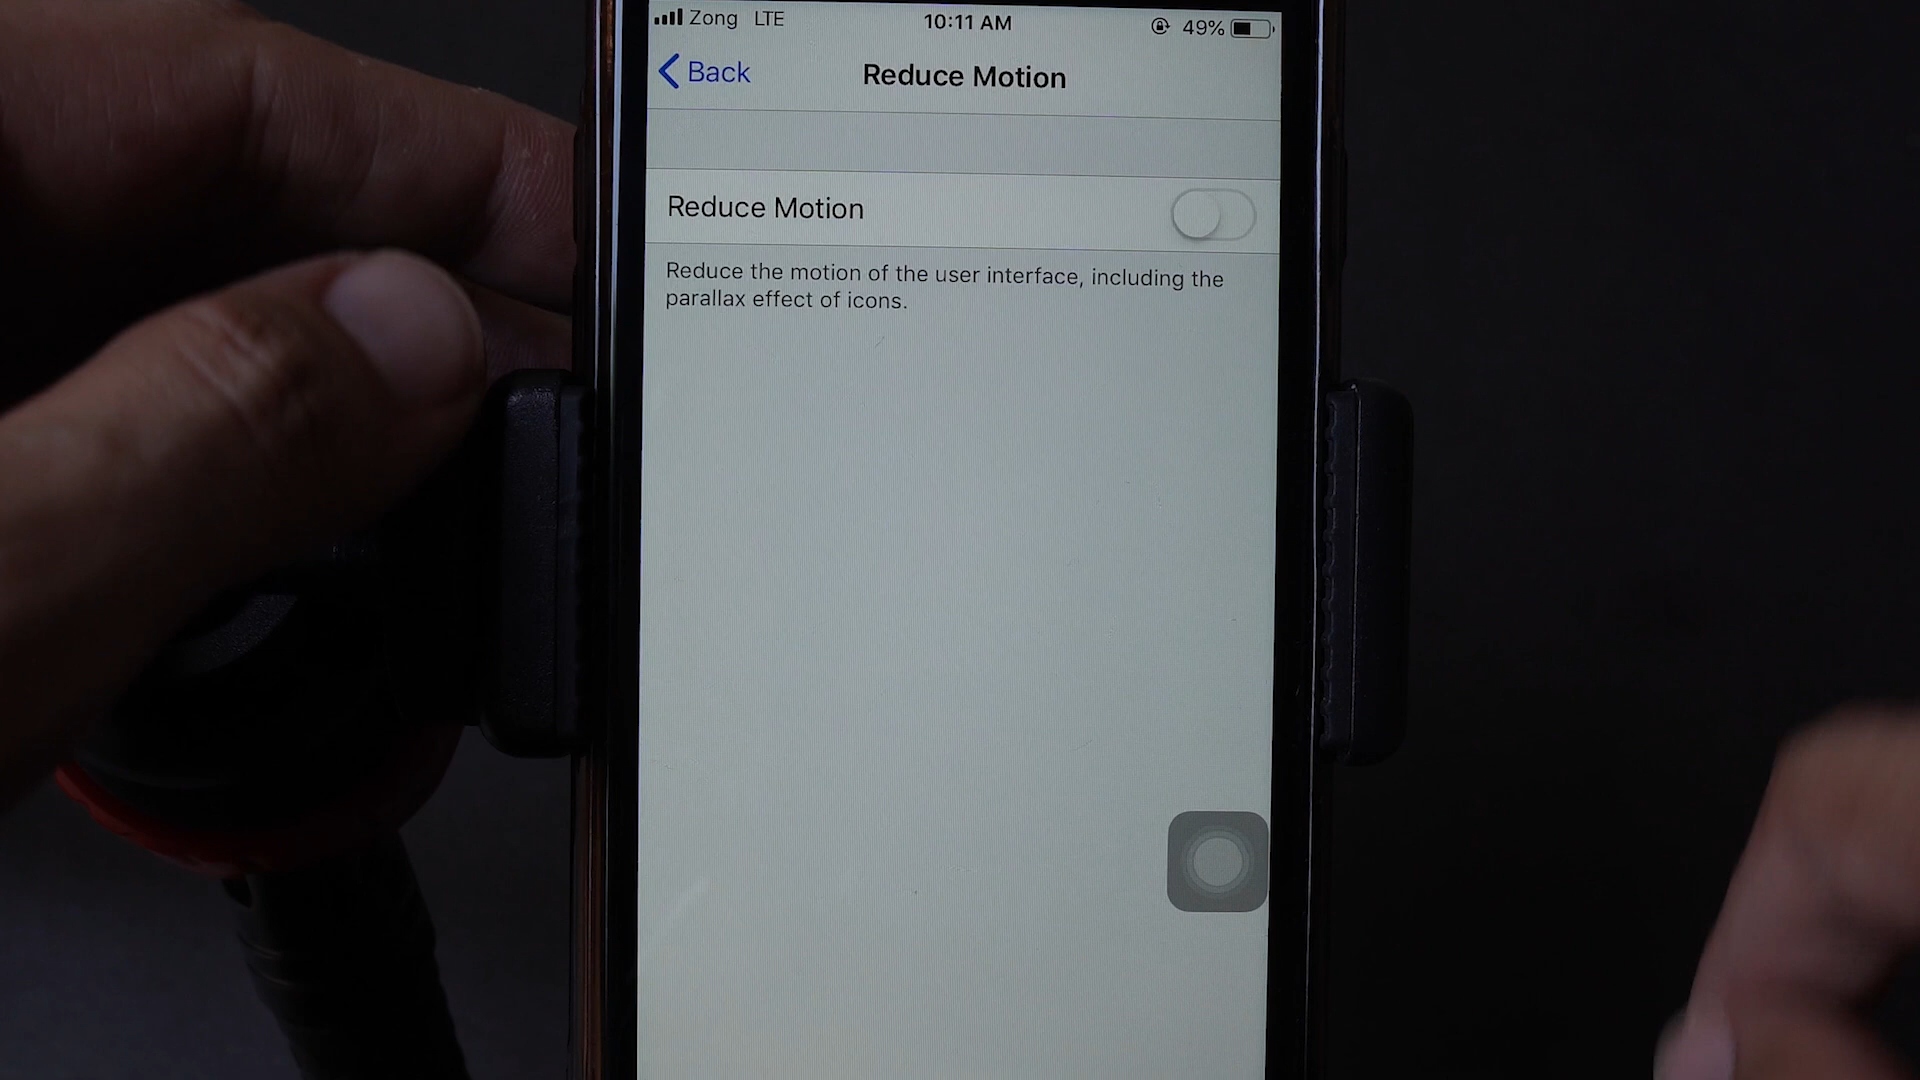 Zong LTE 10:11 AM 49%
Back Reduce Motion
Reduce Motion
Reduce the motion of the user interface, including the
parallax effect of icons.